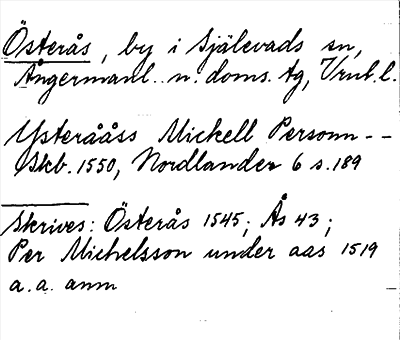 Österås, by i Själevads sn,
Ångermanl. n. doms. tg, Vnrl. l.
Ysterååss Mickell Personn - -
Skb. 1550, Nordlander 6 s. 189
Skrives: Österås 1545; Ås 43;
Per Michelsson under aas 1519
a. a. anm